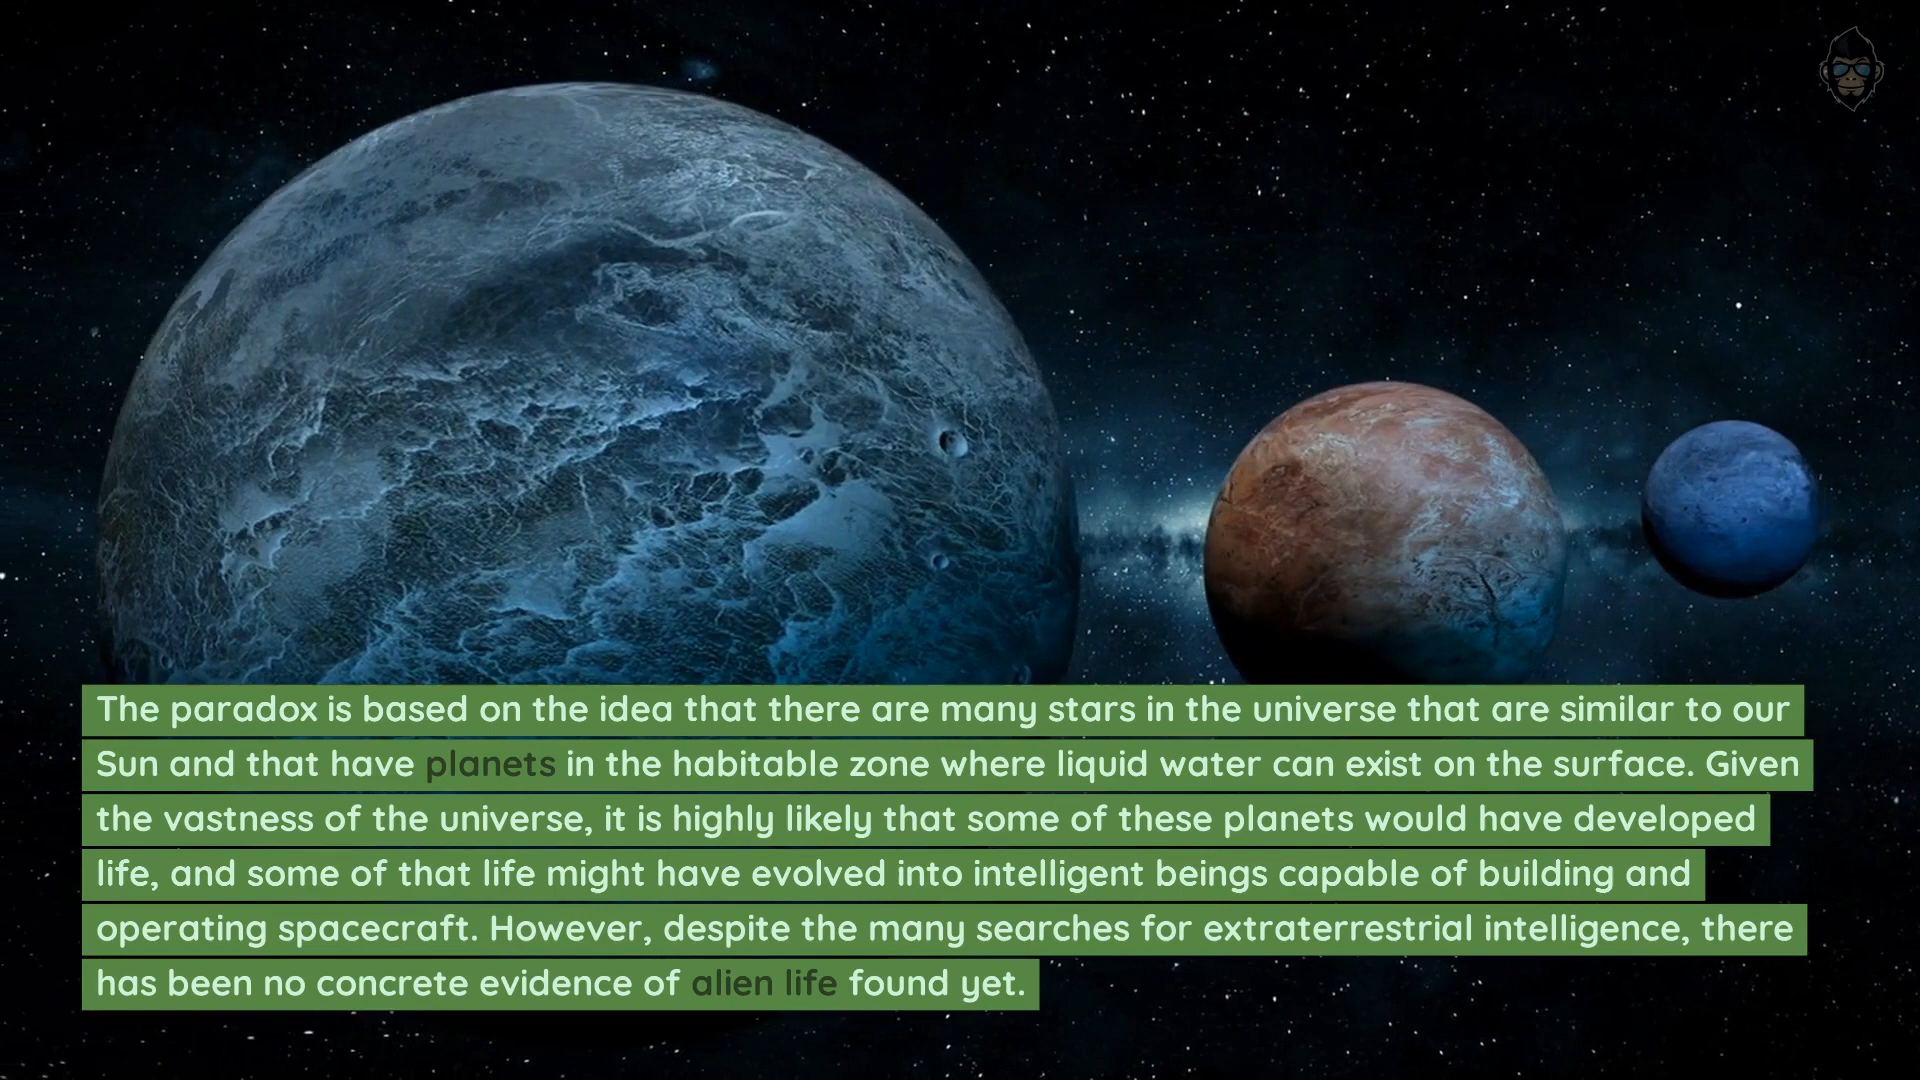 The paradox is based on the idea that there are many stars in the universe that are similar to our
Sun and that have planets in the habitable zone where liquid water can exist on the surface. Given
the vastness of the universe, it is highly likely that some of these planets would have developed
life, and some of that life might have evolved into intelligent beings capable of building and
operating spacecraft. However, despite the many searches for extraterrestrial intelligence, there
has been no concrete evidence of alien life found yet.